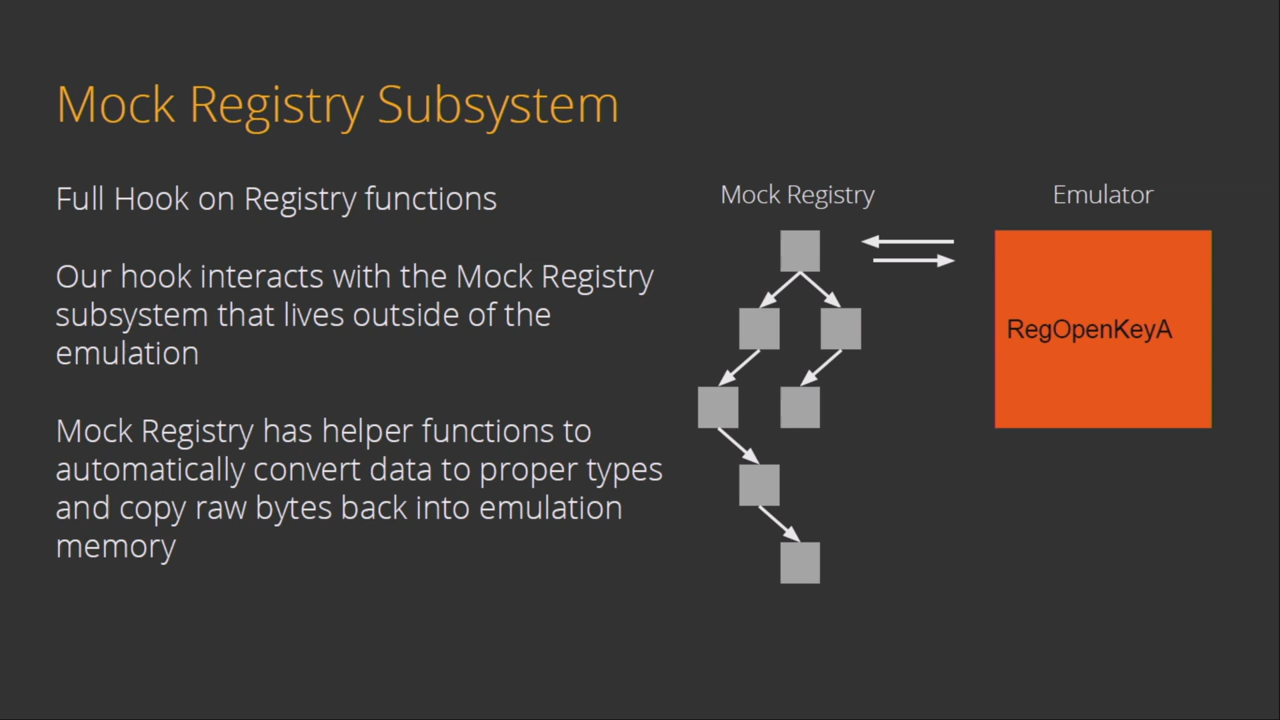 Mock Registry Subsystem
Full Hook on Registry functions
Our hook interacts with the Mock Registry
subsystem that lives outside of the
emulation
Mock Registry has helper functions to
automatically convert data to proper types
and copy raw bytes back into emulation
memory
Mock Registry
Emulator
RegOpenKeyA